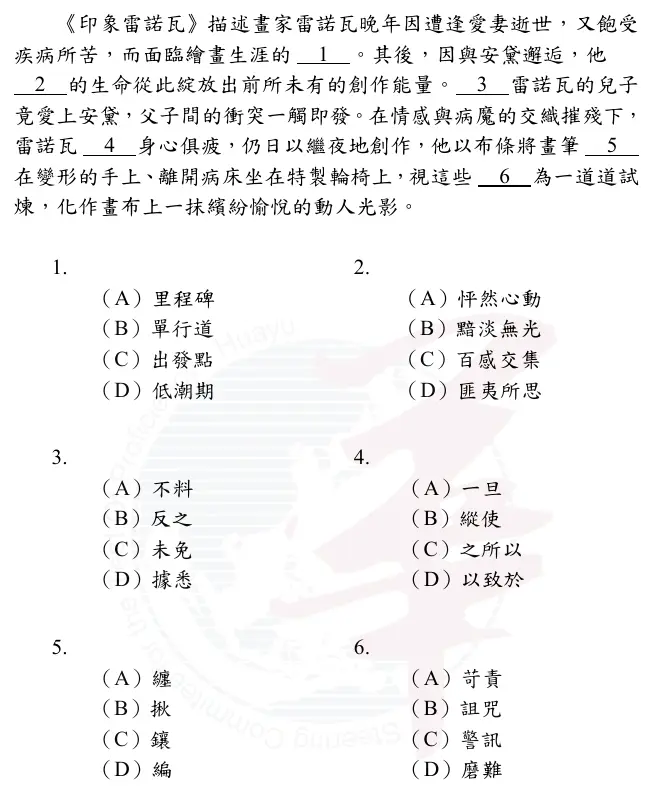 《印象雷諾瓦》描述畫家雷諾瓦晚年因遭逢愛妻逝世，又飽受
疾病所苦，而面臨繪畫生涯的 1 。其後，因與安黛邂逅，他
2 的生命從此綻放出前所未有的創作能量。 3 雷諾瓦的兒子
竟愛上安黛，父子間的衝突一觸即發。在情感與病魔的交織摧殘下，
雷諾瓦 4 身心俱疲，仍日以繼夜地創作，他以布條將畫筆 5
在變形的手上、離開病床坐在特製輪椅上，視這些 6 為一道道試
煉，化作畫布上一抹繽紛愉悅的動人光影。
1.
（A）里程碑
（B）單行道
（C）出發點
（D）低潮期
2.
（A）怦然心動
（B）黯淡無光
（C）百感交集
（D）匪夷所思
3.
（A）不料
（B）反之
（C）未免
（D）據悉
4.
（A）一旦
（B）縱使
（C）之所以
（D）以致於
5.
（A）纏
（B）揪
（C）鑲
（D）編
6.
（A）苛責
（B）詛咒
（C）警訊
（D）磨難